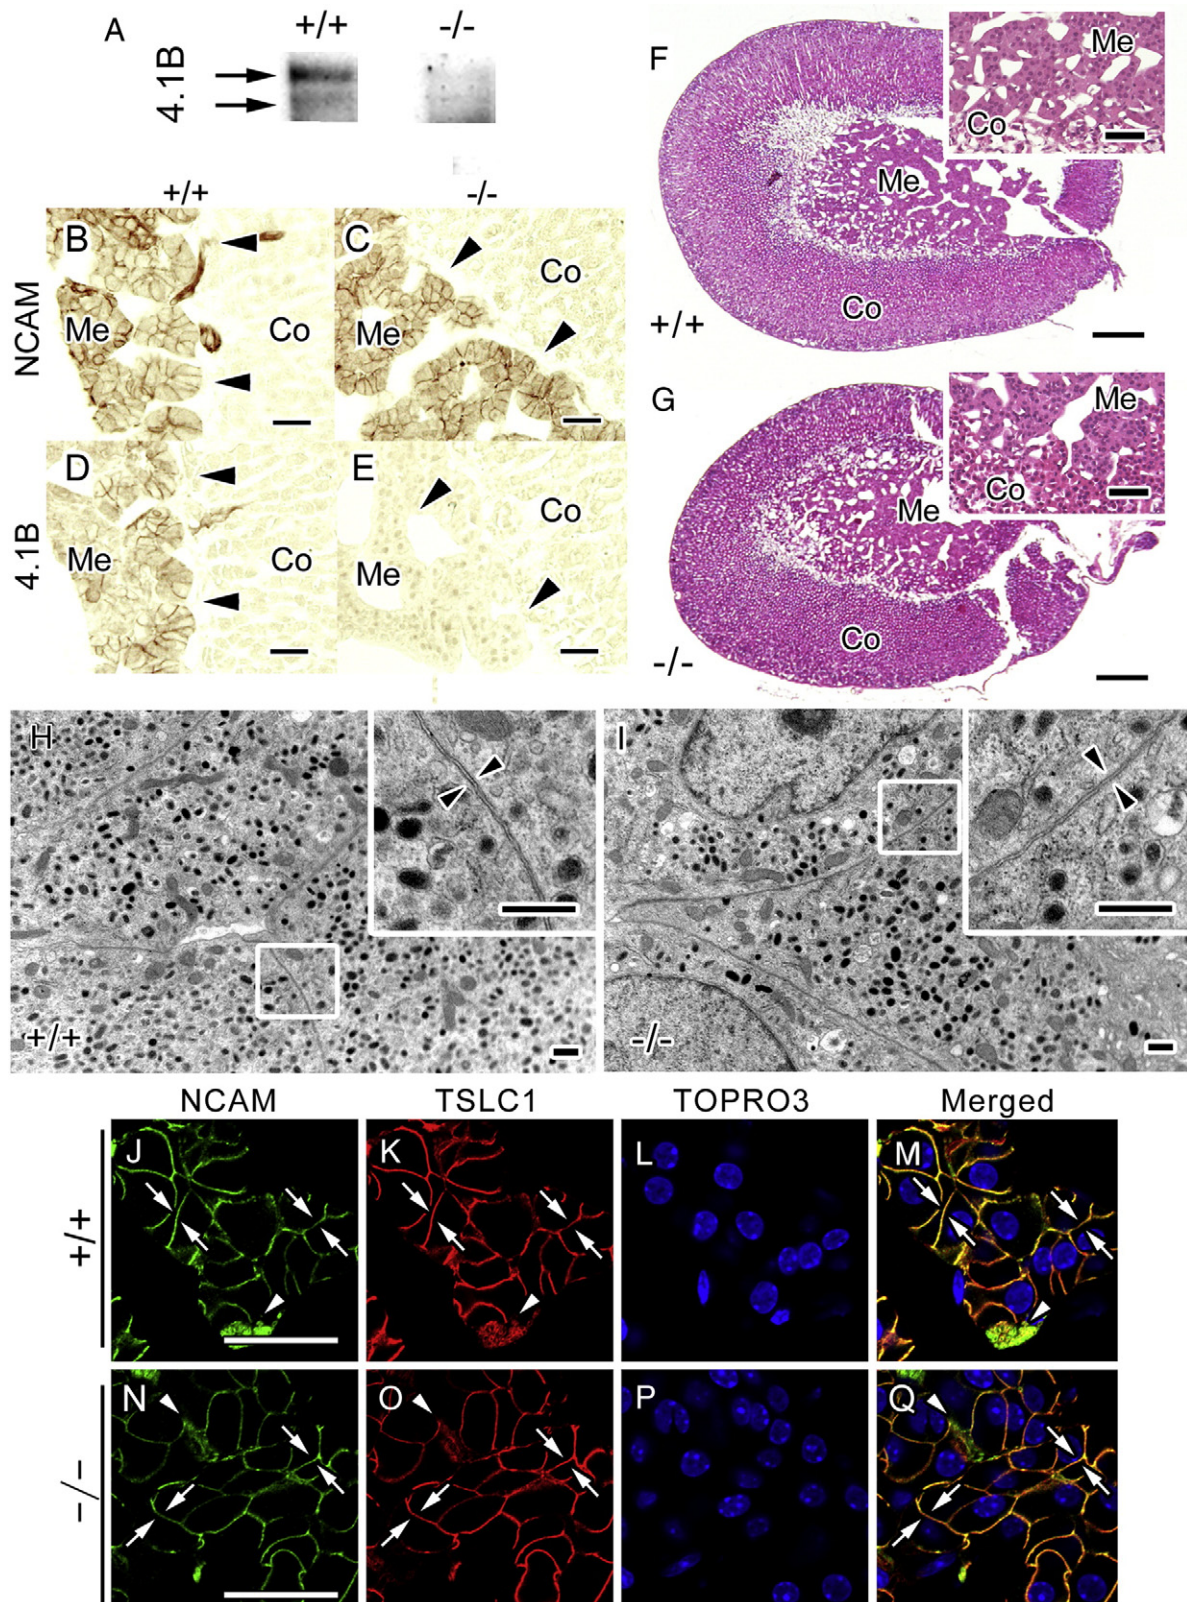 A
+/+
-/-
4.1B
+/+
-/-
NCAM
B
Me
Co
C
Me
Co
4.1B
D
Me
Co
E
Me
Co
F
Me
Co
+/+
Me
Co
G
Me
Co
-/-
Me
Co
H
+/+
I
-/-
NCAM
TSLC1
TOPRO3
Merged
+/+
J
K
L
M
-/-
N
O
P
Q